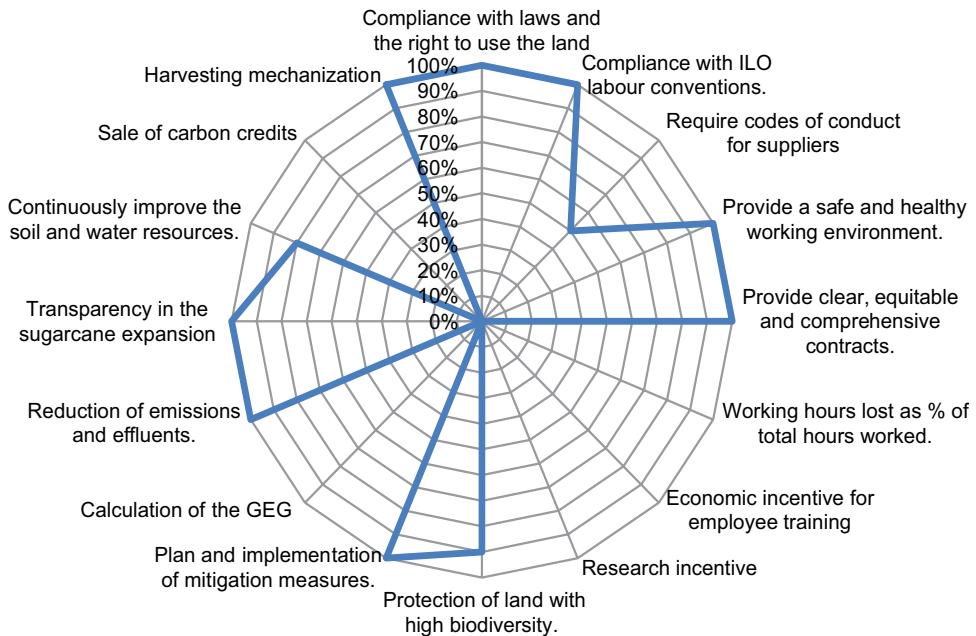 Compliance with laws and
the right to use the land
Compliance with ILO
labour conventions.
Require codes of conduct
for suppliers
Provide a safe and healthy
working environment.
Provide clear, equitable
and comprehensive
contracts.
Working hours lost as % of
total hours worked.
Economic incentive for
employee training
Research incentive
Protection of land with
high biodiversity.
Plan and implementation
of mitigation measures.
Calculation of the GEG
Reduction of emissions
and effluents.
Transparency in the
sugarcane expansion
Continuously improve the
soil and water resources.
Sale of carbon credits
Harvesting mechanization
100%
90%
80%
70%
60%
50%
40%
30%
20%
10%
0%